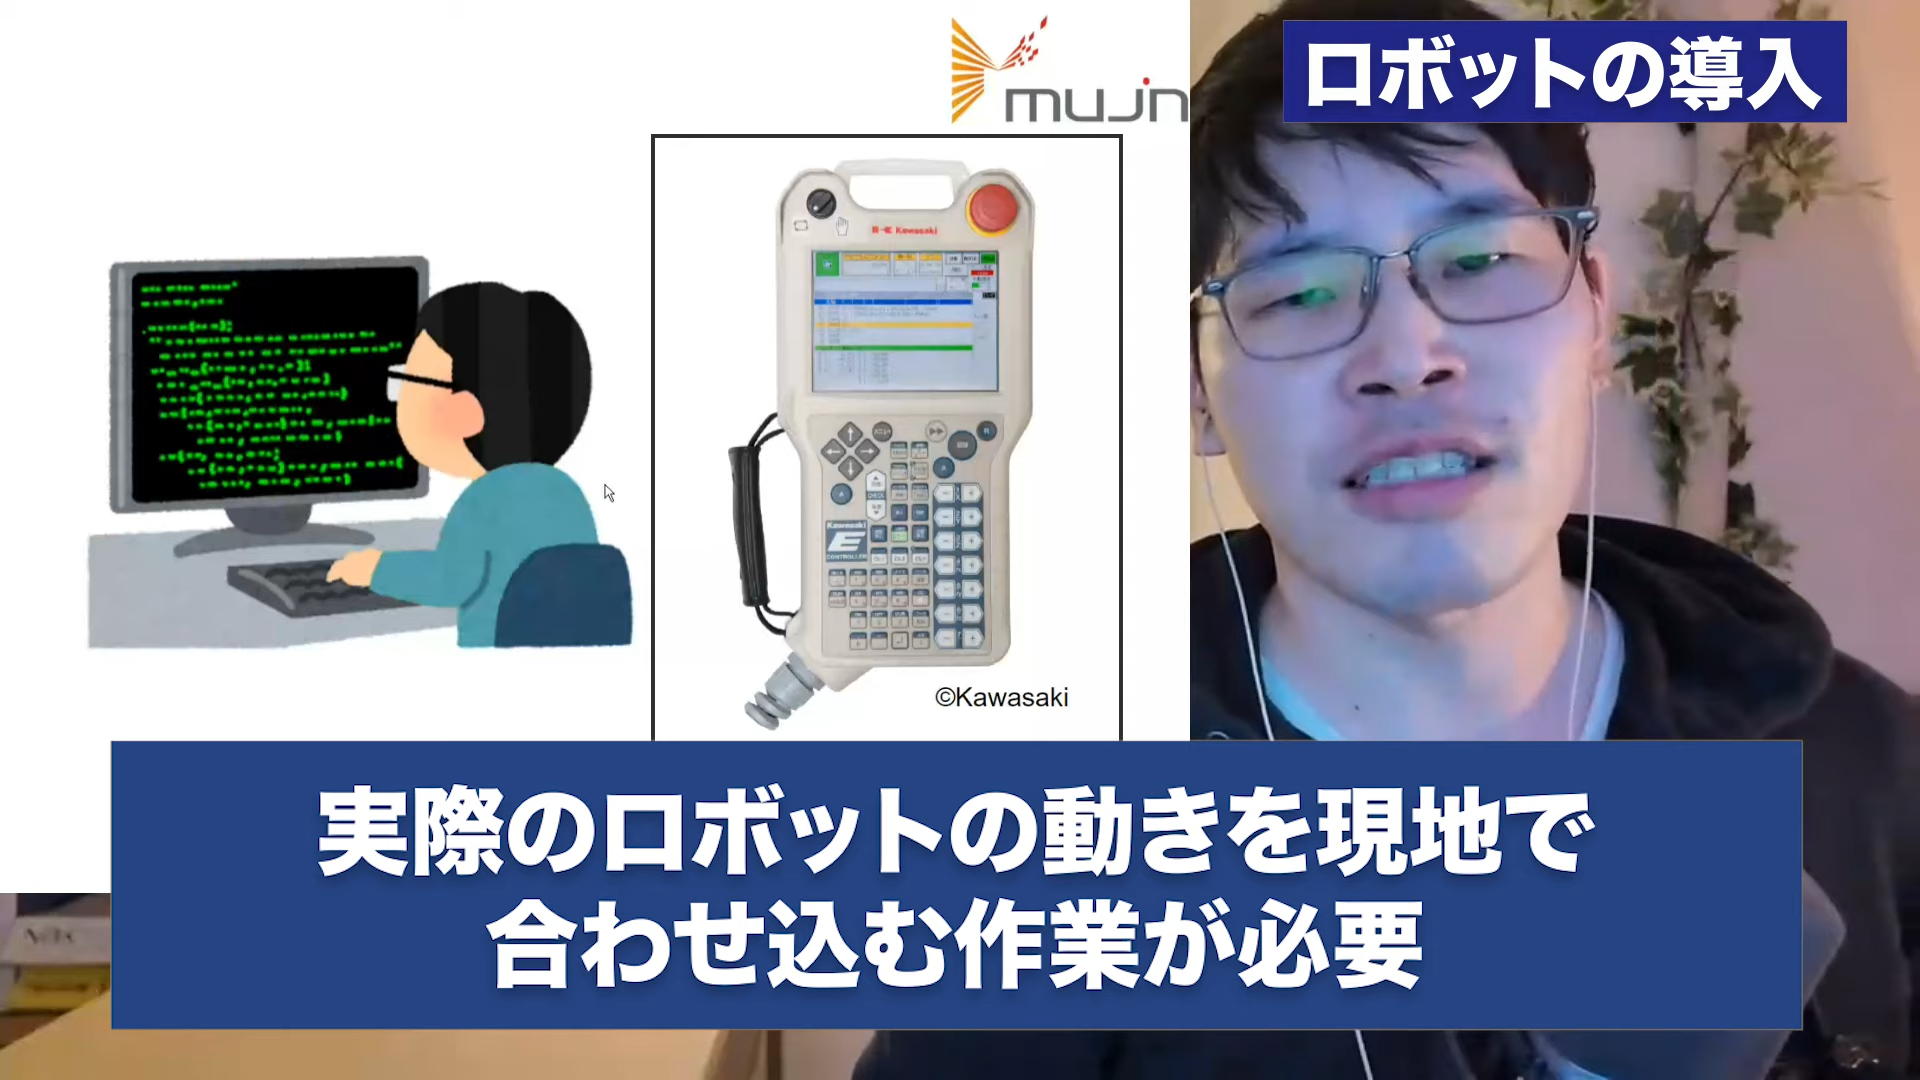 mujin
ロボットの導入
Kawasaki
Kawasaki
E
CONTROLLER
©Kawasaki
実際のロボットの動きを現地で
合わせ込む作業が必要